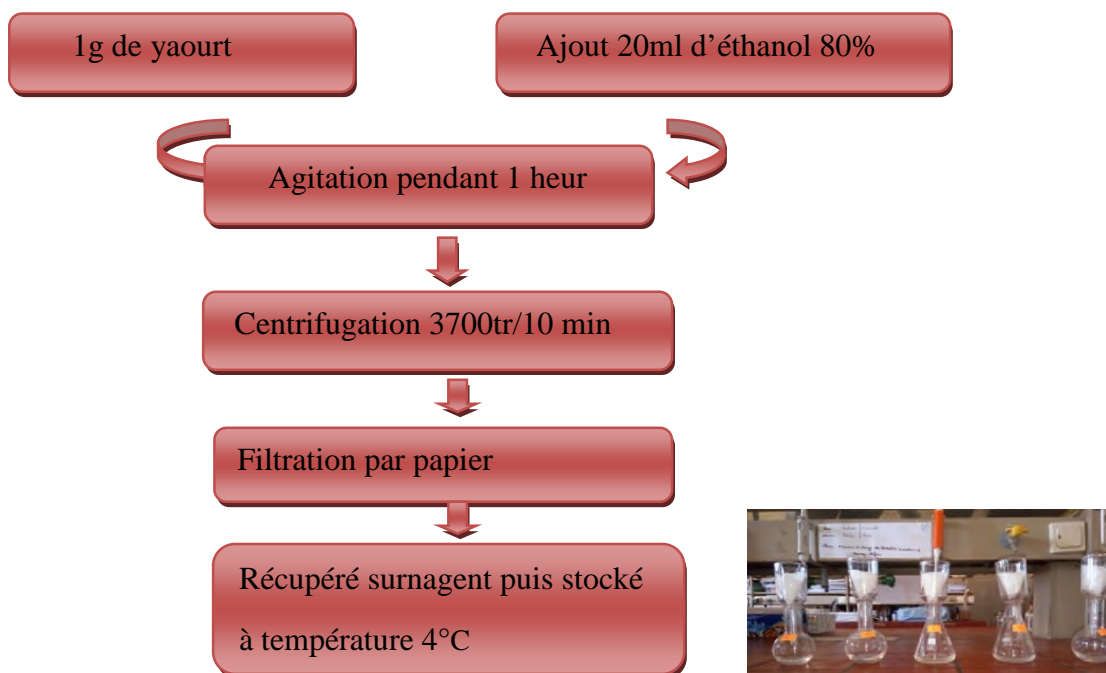 1g de yaourt
Ajout 20ml d’éthanol 80%
Agitation pendant 1 heur
Centrifugation 3700tr/10 min
Filtration par papier
Récupéré surnagent puis stocké
à température 4°C